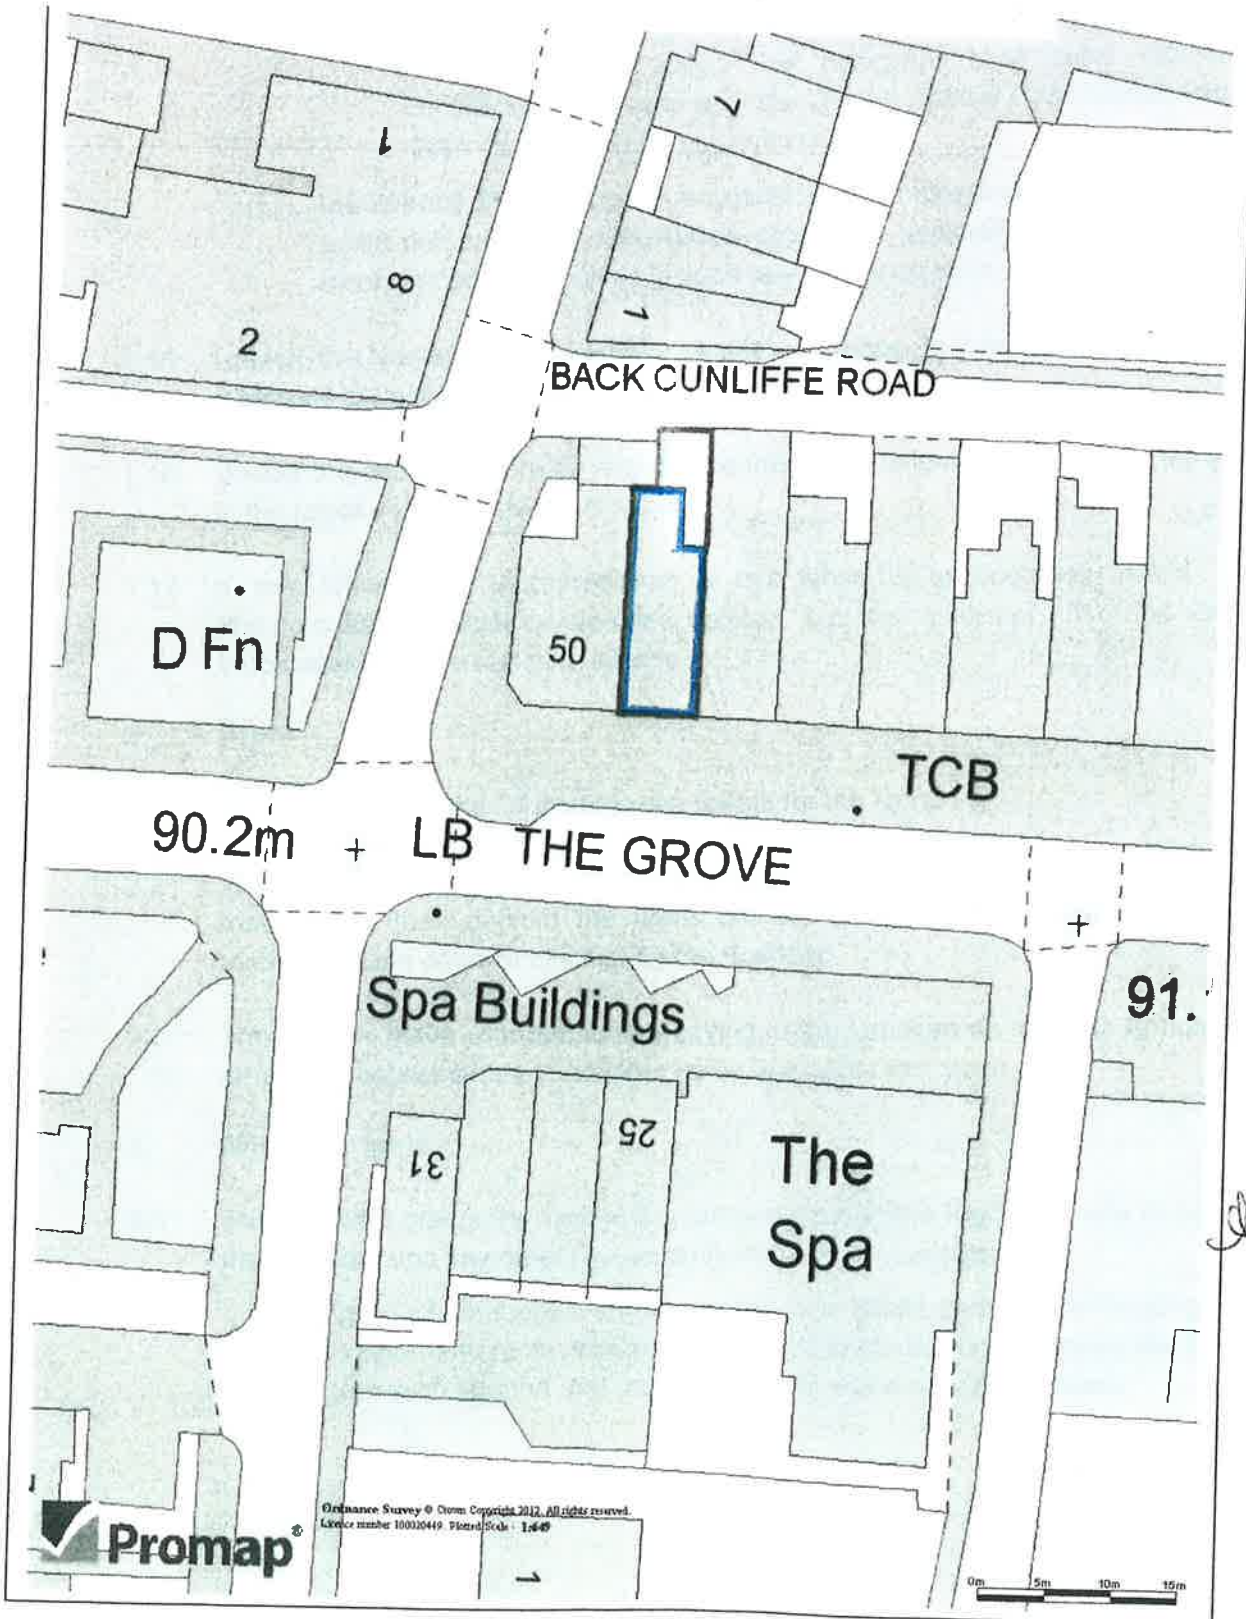 7
1
8
2
1
BACK CUNLIFFE ROAD
D Fn
50
TCB
90.2m
LB
THE GROVE
91.
Spa Buildings
25
31
The
Spa
Promap®
Ordnance Survey © Crown Copyright 2012. All rights reserved.
Licence number 100020449. Plotted Scale - 1:649
1
0m 5m 10m 15m